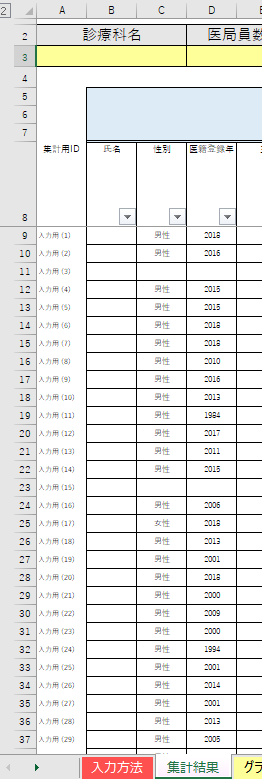 2 A B C D
2 診療科名 医局員数
3
4
5
6
7
集計用ID 氏名 性別 医籍登録年
8
9 入力用 (1) 男性 2018
10 入力用 (2) 男性 2016
11 入力用 (3)
12 入力用 (4) 男性 2015
13 入力用 (5) 男性 2015
14 入力用 (6) 男性 2018
15 入力用 (7) 男性 2018
16 入力用 (8) 男性 2010
17 入力用 (9) 男性 2016
18 入力用 (10) 男性 2013
19 入力用 (11) 男性 1984
20 入力用 (12) 男性 2017
21 入力用 (13) 男性 2011
22 入力用 (14) 男性 2015
23 入力用 (15)
24 入力用 (16) 男性 2006
25 入力用 (17) 女性 2018
26 入力用 (18) 男性 2013
27 入力用 (19) 男性 2001
28 入力用 (20) 男性 2018
29 入力用 (21) 男性 2000
30 入力用 (22) 男性 2009
31 入力用 (23) 男性 2000
32 入力用 (24) 男性 1994
33 入力用 (25) 男性 2001
34 入力用 (26) 男性 2014
35 入力用 (27) 男性 2001
36 入力用 (28) 男性 2013
37 入力用 (29) 男性 2005
入力方法 集計結果 グラ